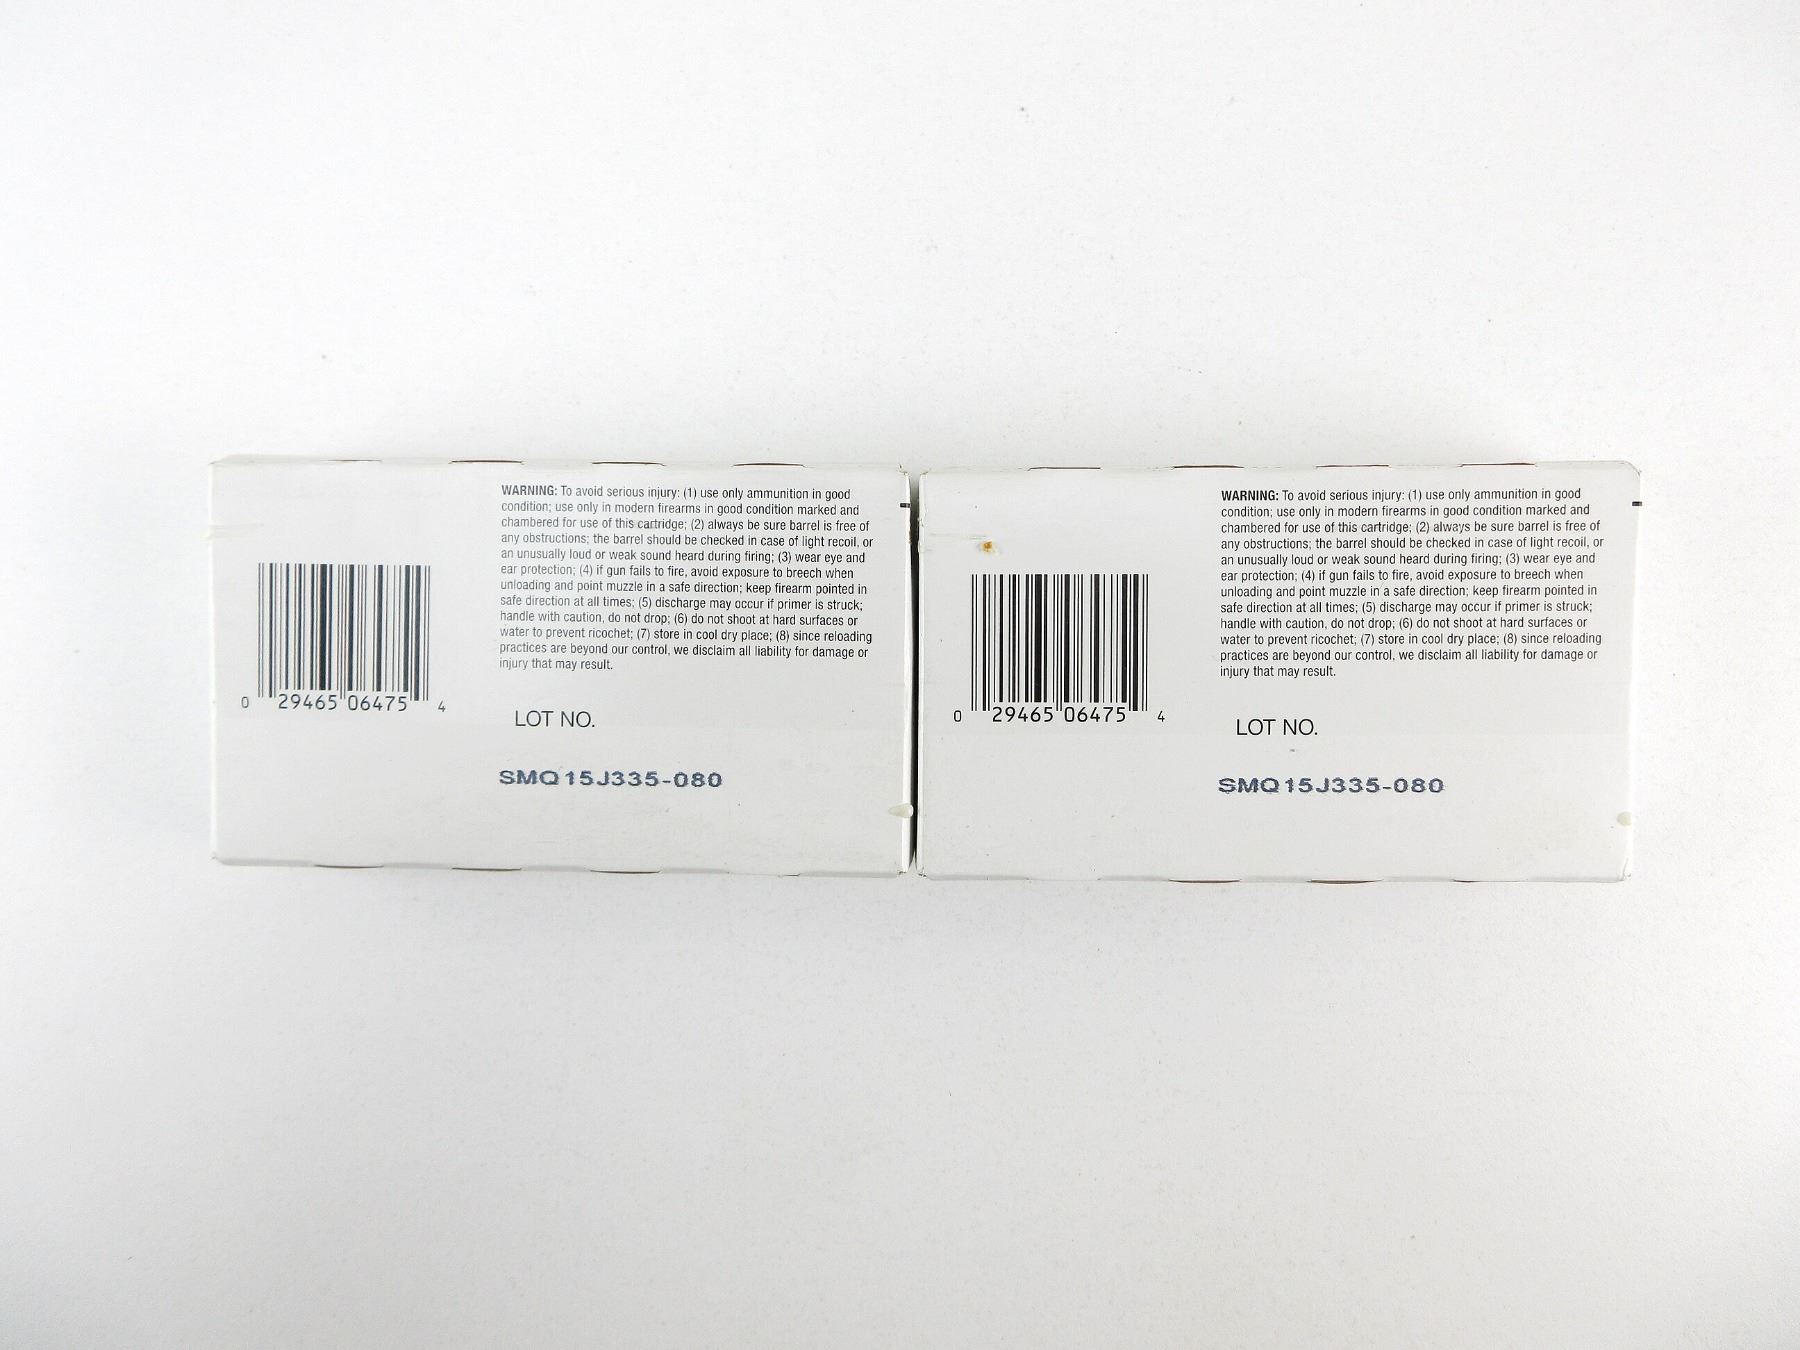 WARNING: To avoid serious injury: (1) use only ammunition in good
condition; use only in modern firearms in good condition marked and
chambered for use of this cartridge; (2) always be sure barrel is free of
any obstructions; the barrel should be checked in case of light recoil, or
an unusually loud or weak sound heard during firing; (3) wear eye and
ear protection; (4) if gun fails to fire, avoid exposure to breech when
unloading and point muzzle in a safe direction; keep firearm pointed in
safe direction at all times; (5) discharge may occur if primer is struck;
handle with caution, do not drop; (6) do not shoot at hard surfaces or
water to prevent ricochet; (7) store in cool dry place; (8) since reloading
practices are beyond our control, we disclaim all liability for damage or
injury that may result.
0 29465 06475 4
LOT NO.
SMQ15J335-080
WARNING: To avoid serious injury: (1) use only ammunition in good
condition; use only in modern firearms in good condition marked and
chambered for use of this cartridge; (2) always be sure barrel is free of
any obstructions; the barrel should be checked in case of light recoil, or
an unusually loud or weak sound heard during firing; (3) wear eye and
ear protection; (4) if gun fails to fire, avoid exposure to breech when
unloading and point muzzle in a safe direction; keep firearm pointed in
safe direction at all times; (5) discharge may occur if primer is struck;
handle with caution, do not drop; (6) do not shoot at hard surfaces or
water to prevent ricochet; (7) store in cool dry place; (8) since reloading
practices are beyond our control, we disclaim all liability for damage or
injury that may result.
0 29465 06475 4
LOT NO.
SMQ15J335-080